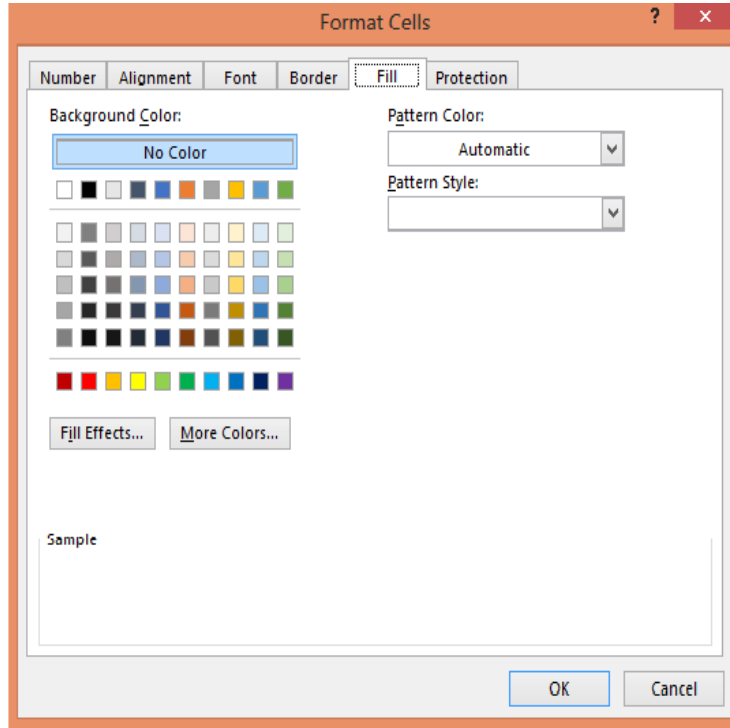 Format Cells ?
Number Alignment Font Border Fill Protection
Background Color:
No Color
Pattern Color:
Automatic
Pattern Style:
Fill Effects... More Colors...
Sample
OK Cancel